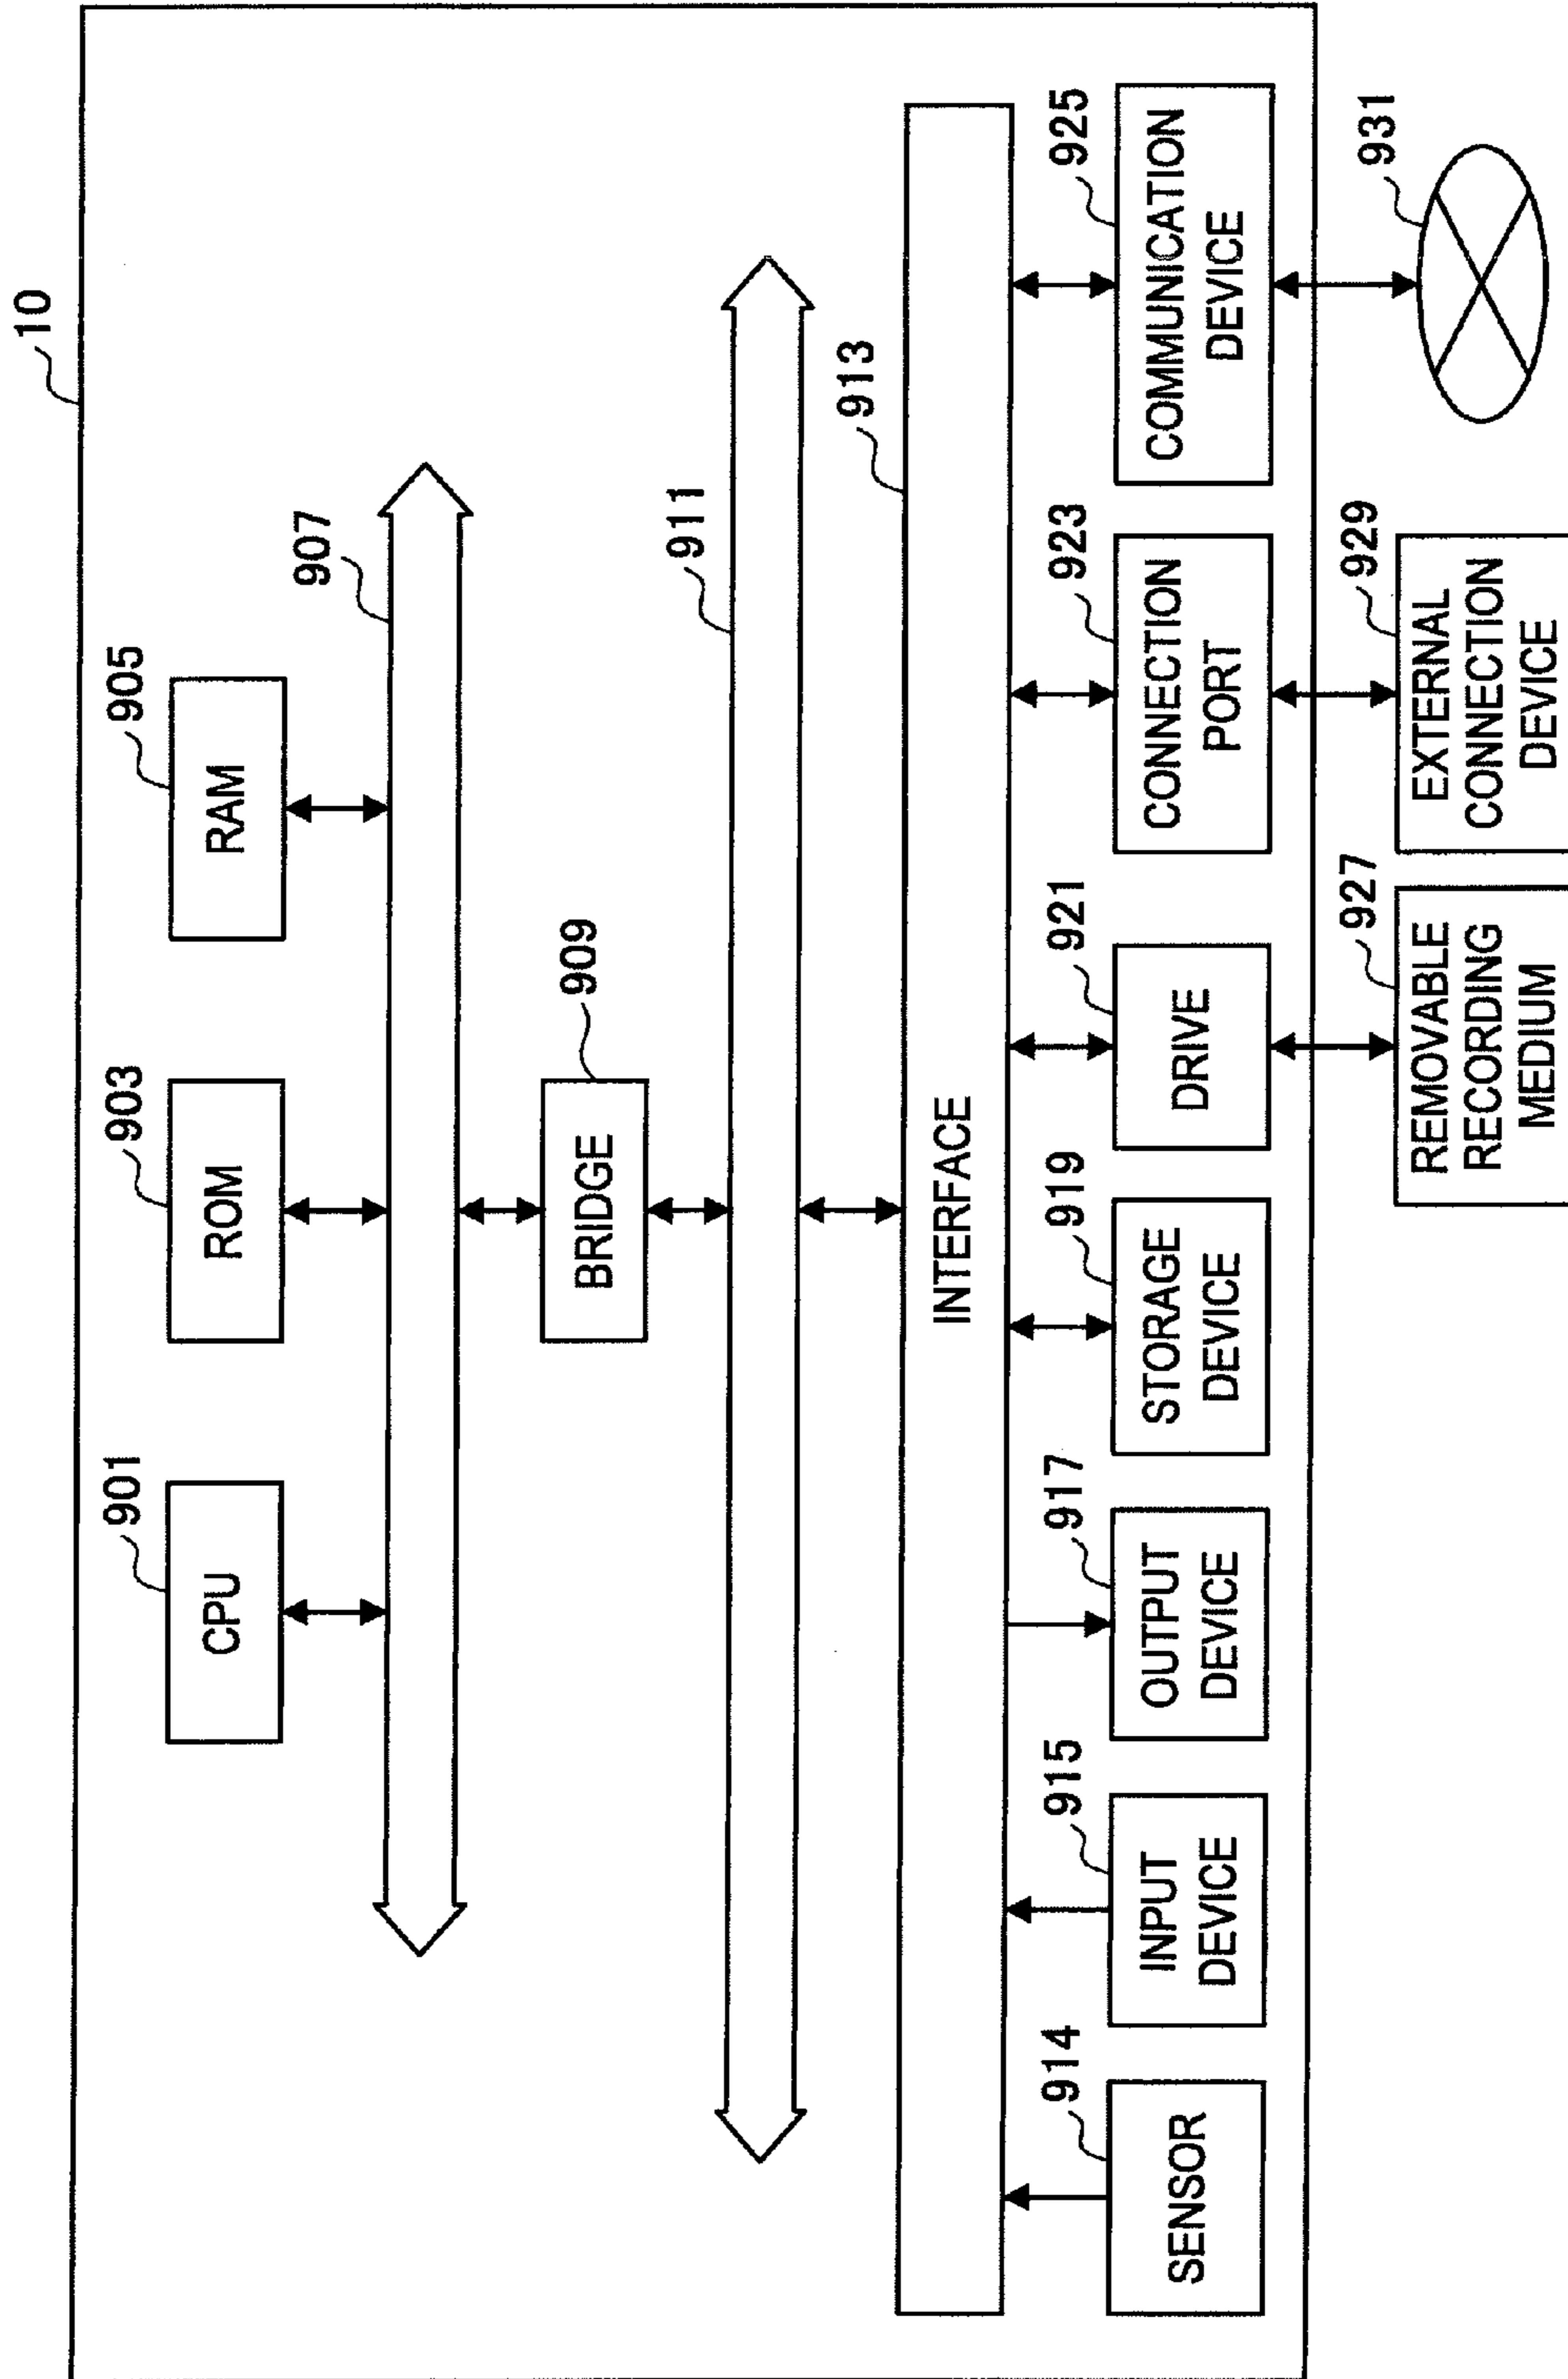 10
901
CPU
903
ROM
905
RAM
907
909
BRIDGE
911
913
INTERFACE
914
SENSOR
915
INPUT
DEVICE
917
OUTPUT
DEVICE
919
STORAGE
DEVICE
921
DRIVE
923
CONNECTION
PORT
925
COMMUNICATION
DEVICE
927
REMOVABLE
RECORDING
MEDIUM
929
EXTERNAL
CONNECTION
DEVICE
931